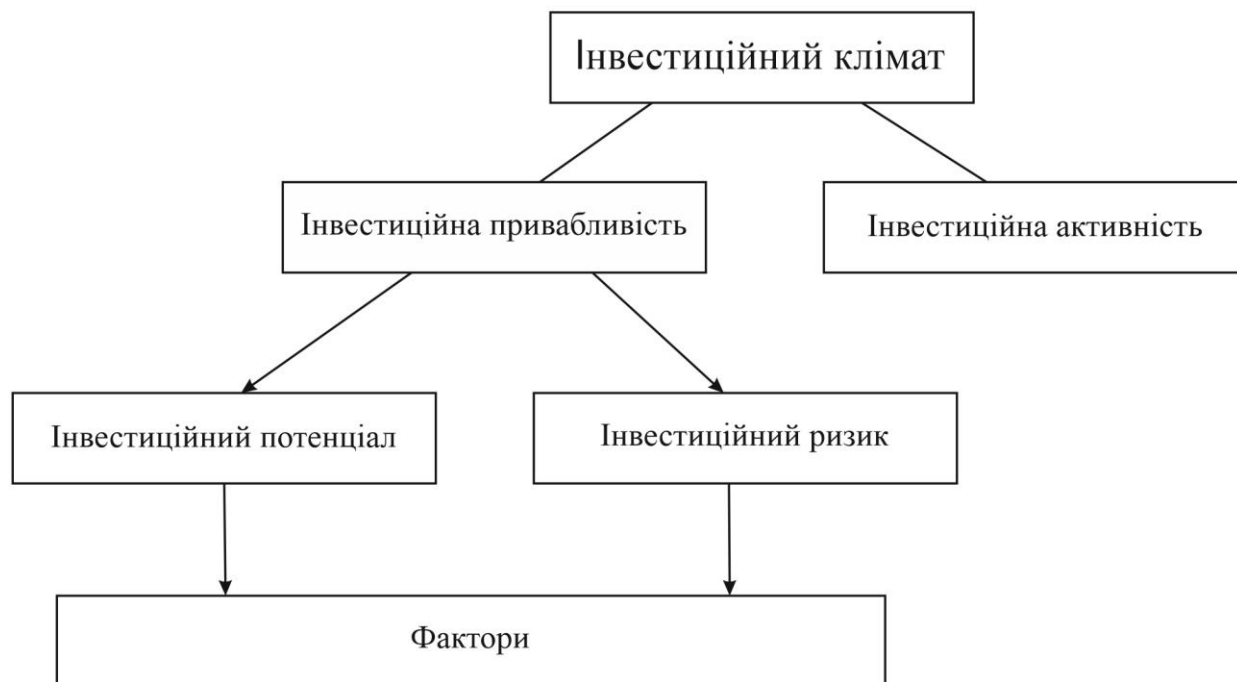 Інвестиційний клімат
Інвестиційна привабливість
Інвестиційна активність
Інвестиційний потенціал
Інвестиційний ризик
Фактори